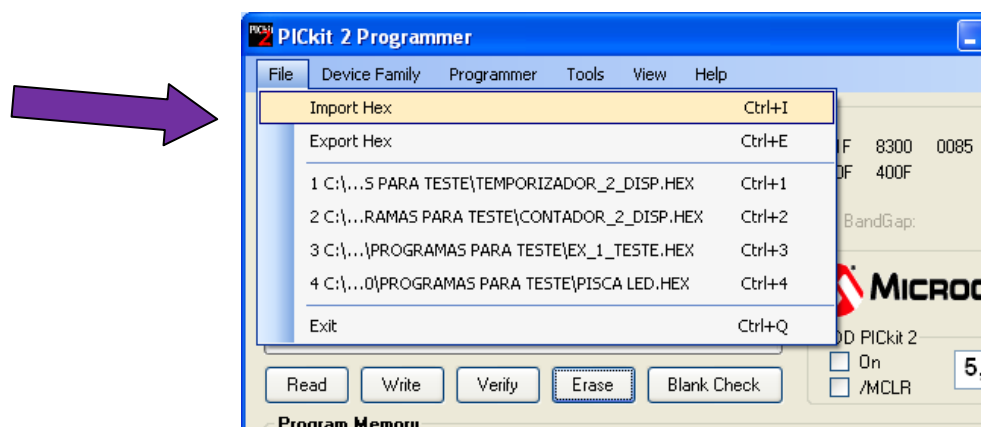 PICkit 2 Programmer
File Device Family Programmer Tools View Help
Import Hex Ctrl+I
Export Hex Ctrl+E
1 C:\...S PARA TESTE\TEMPORIZADOR_2_DISP.HEX Ctrl+1
2 C:\...RAMAS PARA TESTE\CONTADOR_2_DISP.HEX Ctrl+2
3 C:\...\PROGRAMAS PARA TESTE\EX_1_TESTE.HEX Ctrl+3
4 C:\...0\PROGRAMAS PARA TESTE\PISCA LED.HEX Ctrl+4
Exit Ctrl+Q
8300 0085
400F
BandGap:
PICkit 2
On
/MCLR
5,
Read Write Verify Erase Blank Check
Program Memory